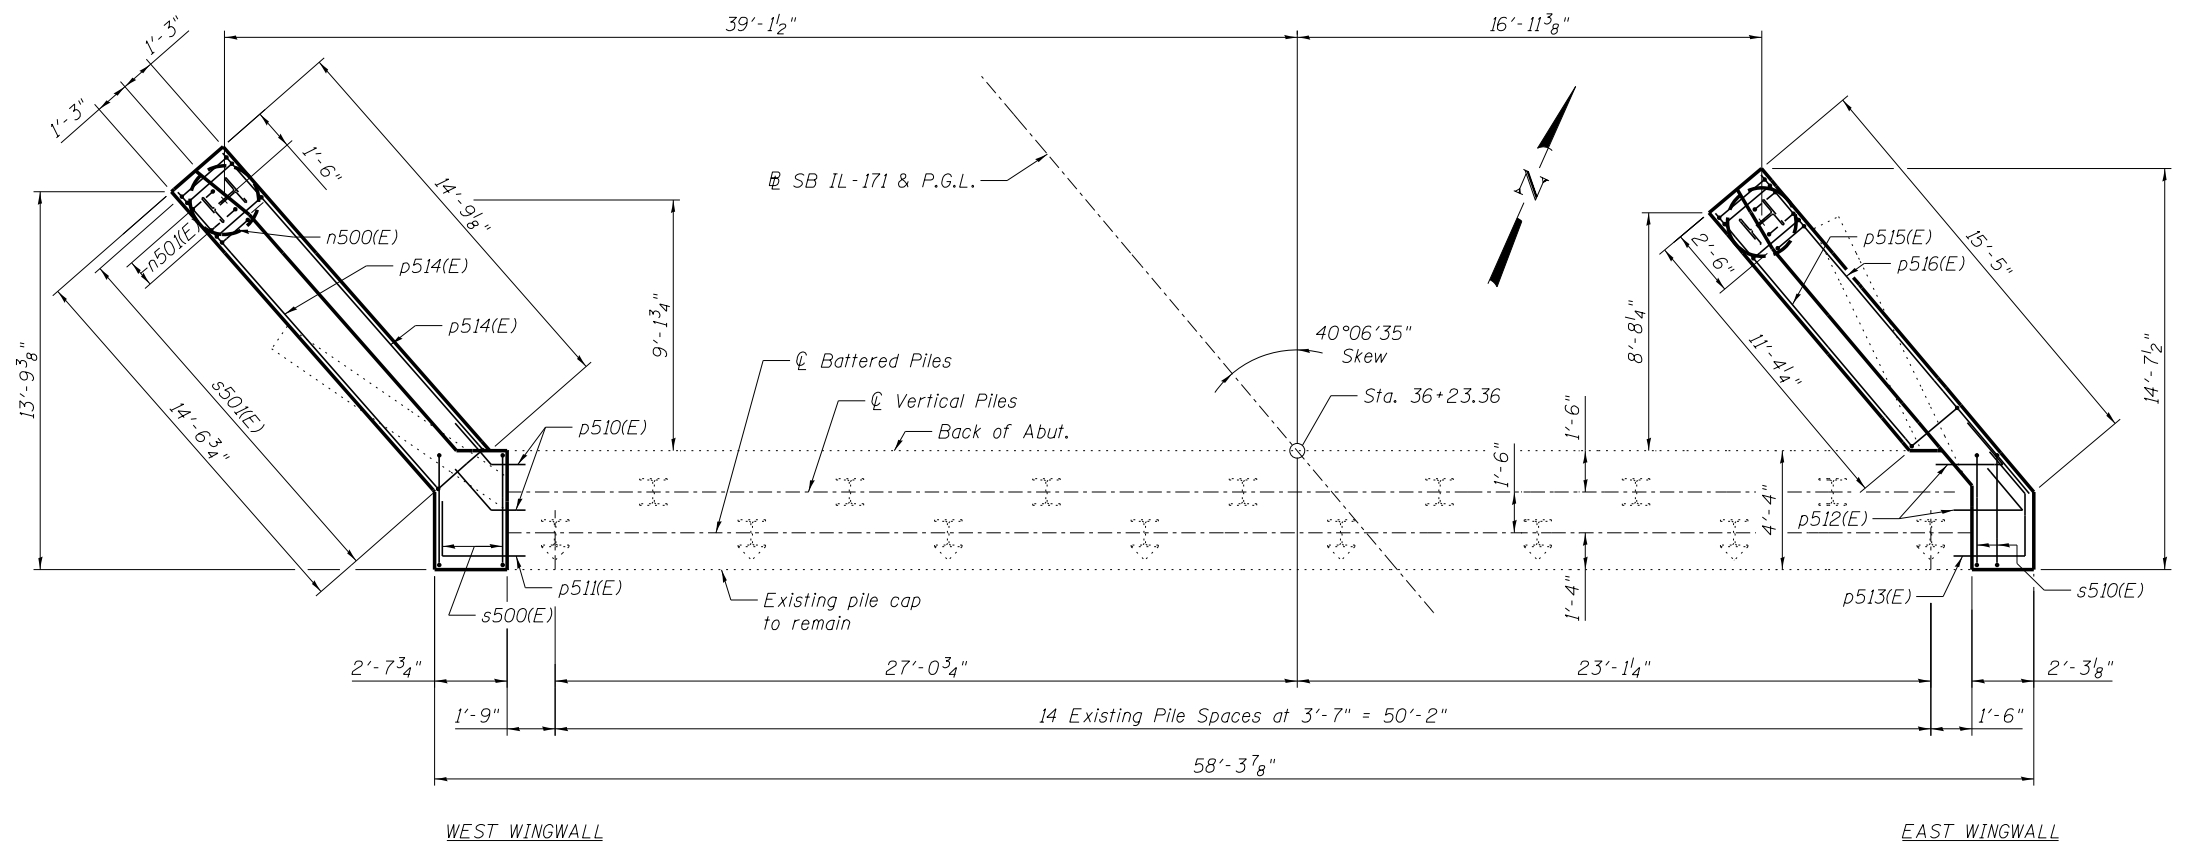 39'-1½"
16'-11⅜"
1'-3"
1'-3"
1'-6"
14'-9⅛"
℄ SB IL-171 & P.G.L.
N
n500(E)
n501(E)
p514(E)
p514(E)
9'-1¾"
13'-9⅜"
s501(E)
14'-6¾"
40°06'35"
Skew
℄ Battered Piles
℄ Vertical Piles
Back of Abut.
Sta. 36+23.36
p510(E)
p511(E)
s500(E)
Existing pile cap
to remain
1'-6"
1'-6"
1'-4"
4'-4"
8'-8¼"
2'-6"
11'-4¼"
p515(E)
p516(E)
15'-5"
14'-7½"
p512(E)
p513(E)
s510(E)
2'-7¾"
27'-0¾"
23'-1¼"
2'-3⅛"
1'-9"
14 Existing Pile Spaces at 3'-7" = 50'-2"
1'-6"
58'-3⅞"
WEST WINGWALL
EAST WINGWALL